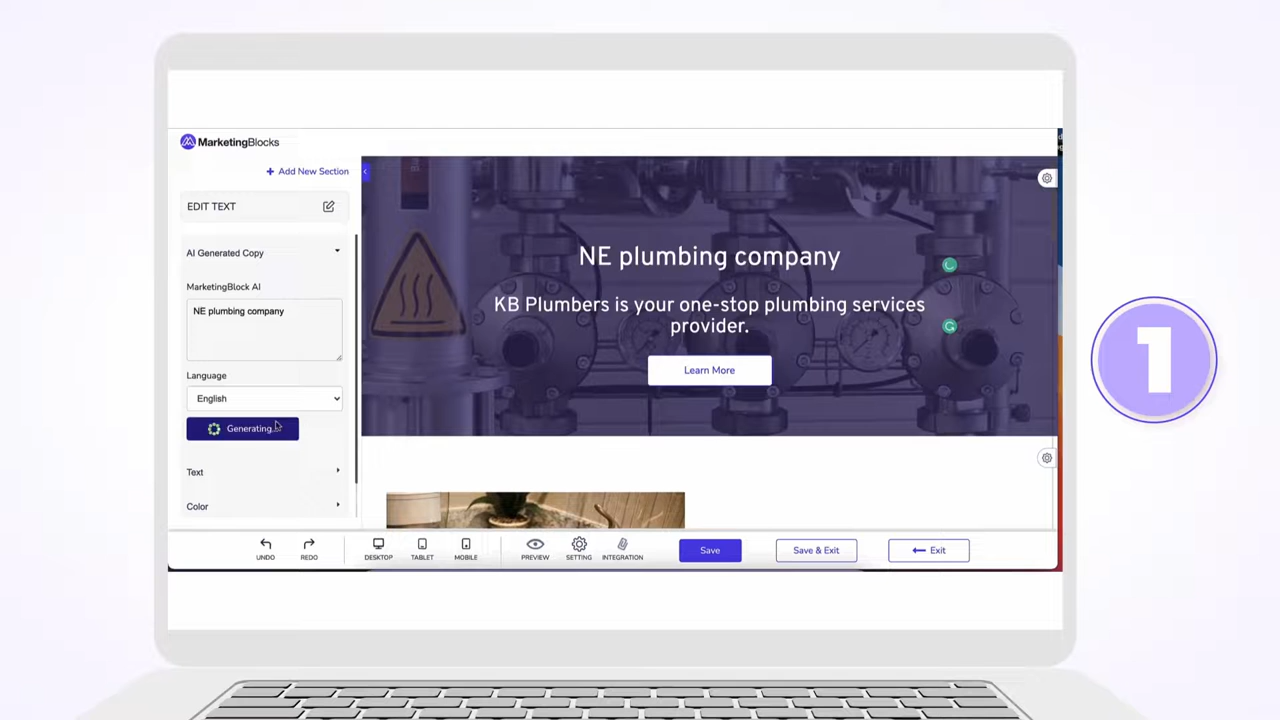 MarketingBlocks
+ Add New Section
EDIT TEXT
AI Generated Copy
MarketingBlock AI
NE plumbing company
Language
English
Generating...
Text
Color
NE plumbing company
KB Plumbers is your one-stop plumbing services
provider.
Learn More
UNDO
REDO
DESKTOP
TABLET
MOBILE
PREVIEW
SETTING
INTEGRATION
Save
Save & Exit
Exit
1